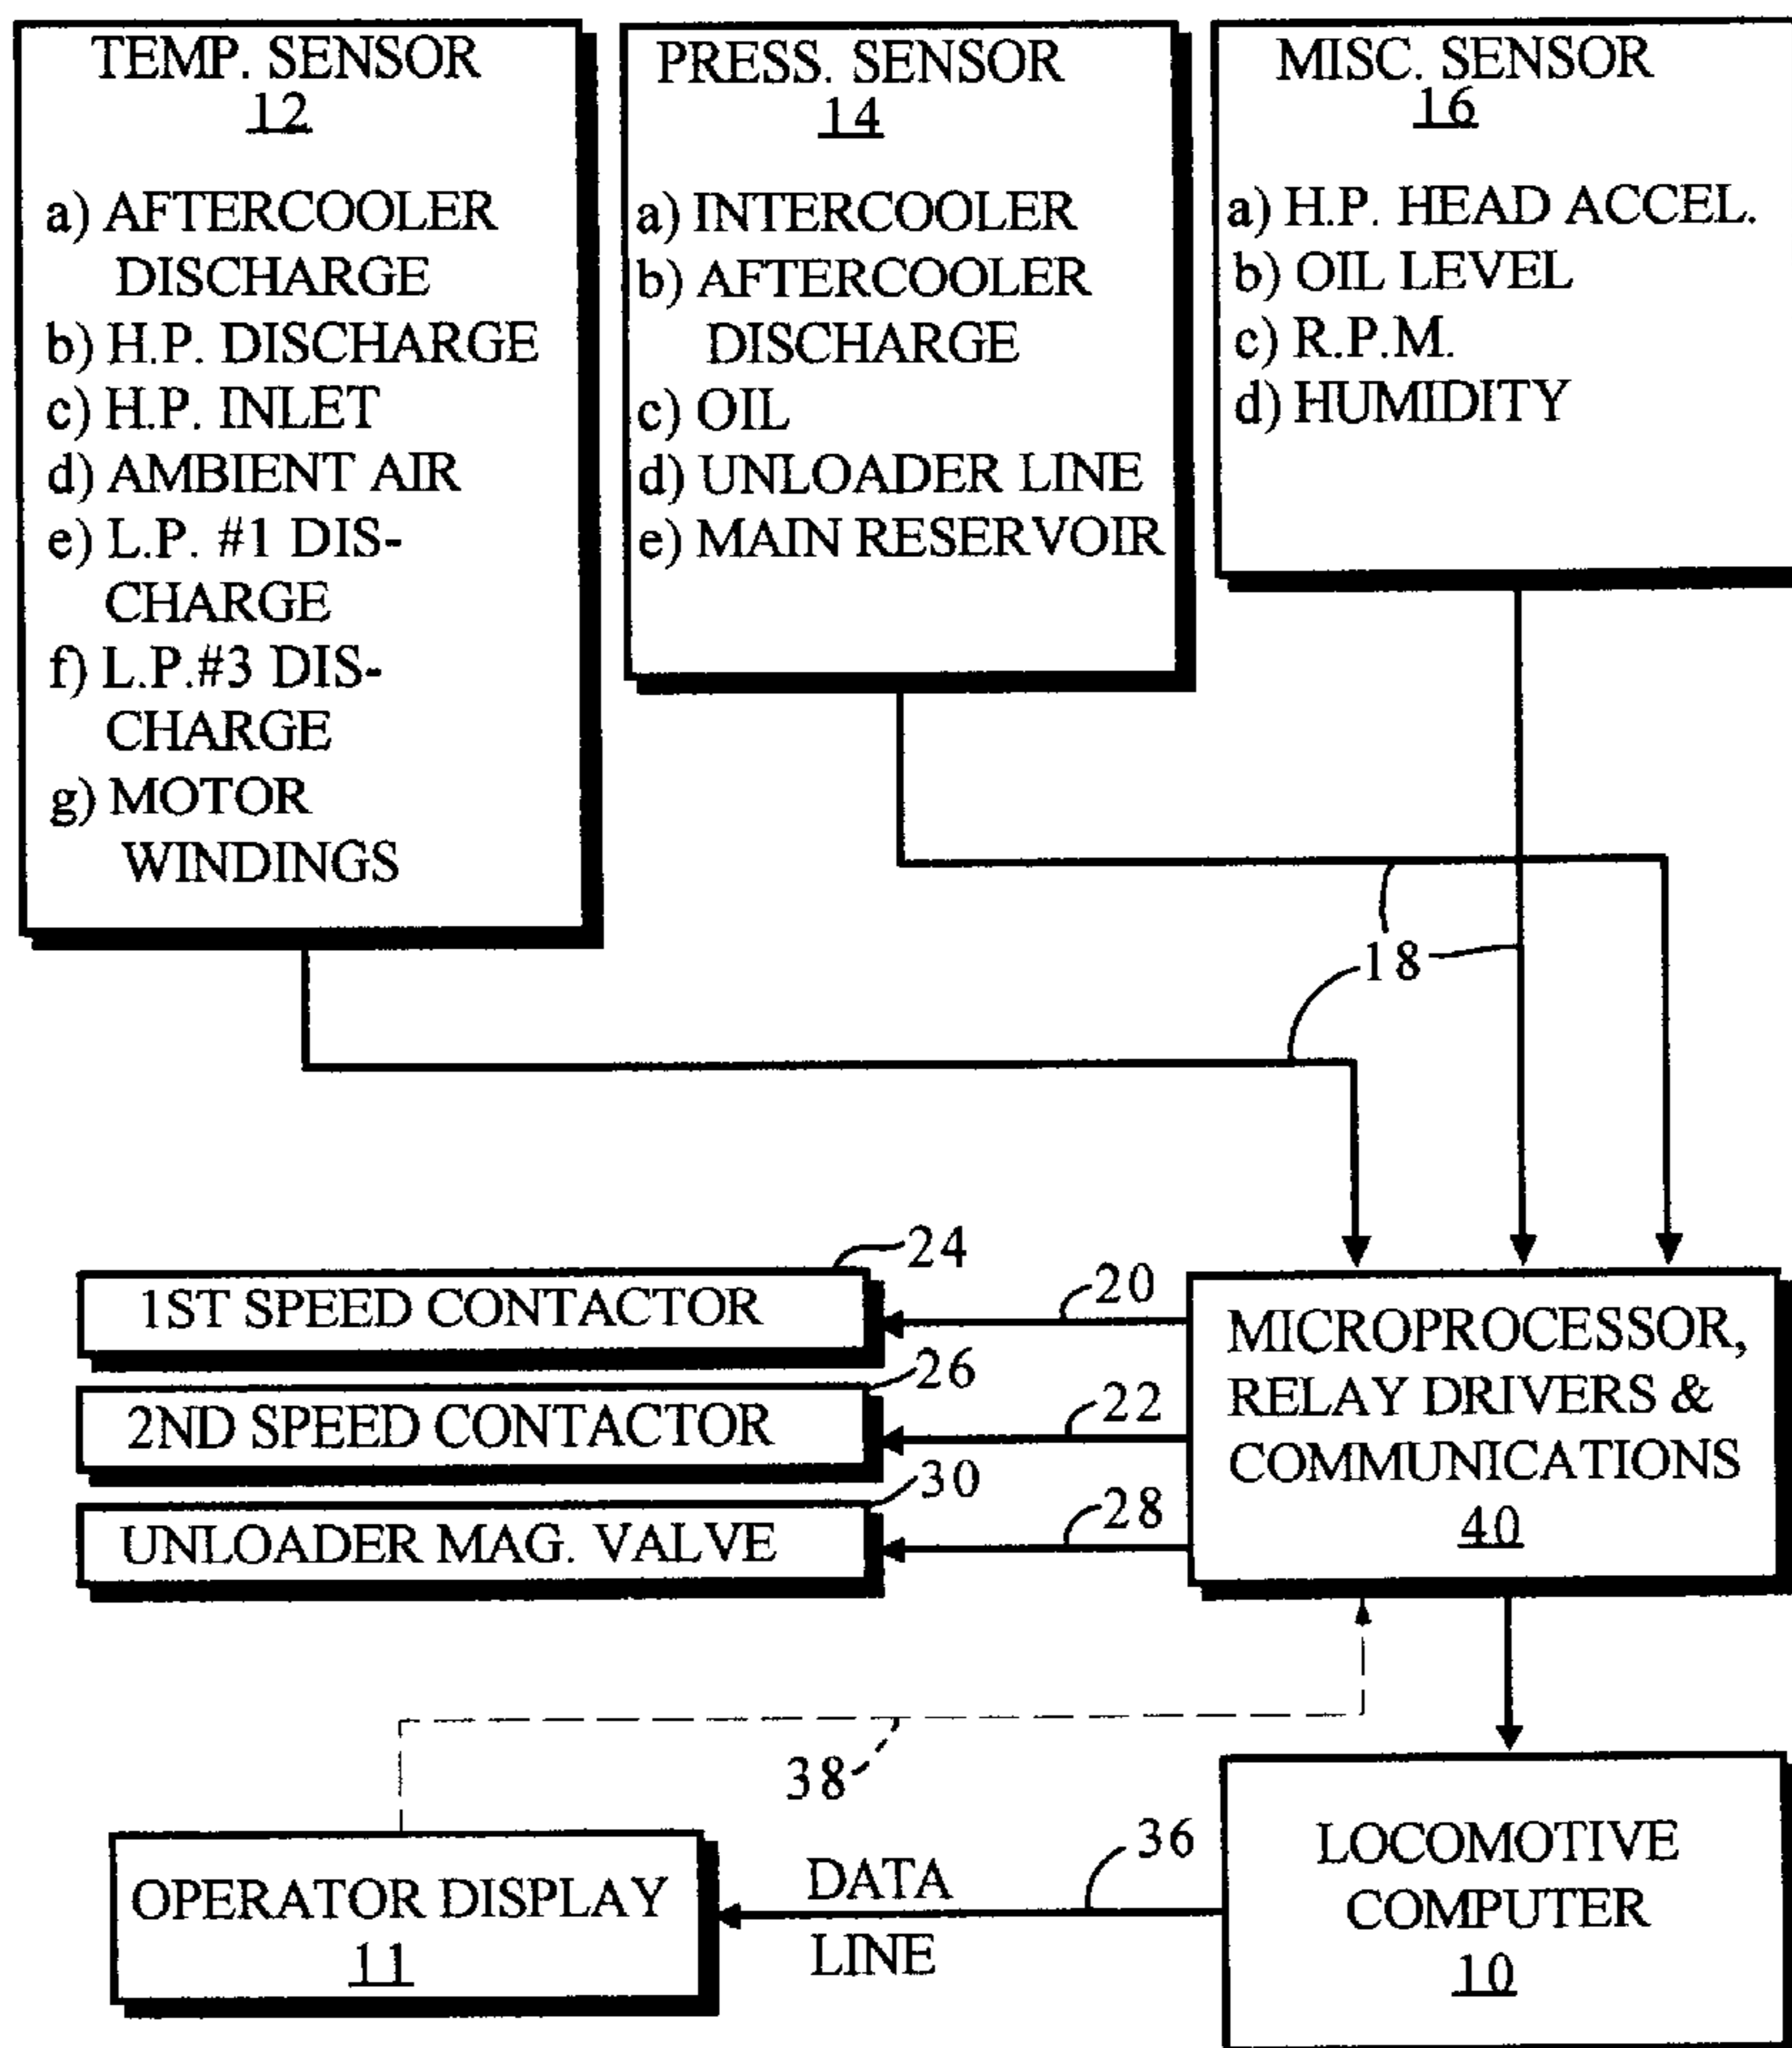 TEMP. SENSOR
12
a) AFTERCOOLER
DISCHARGE
b) H.P. DISCHARGE
c) H.P. INLET
d) AMBIENT AIR
e) L.P. #1 DIS-
CHARGE
f) L.P.#3 DIS-
CHARGE
g) MOTOR
WINDINGS
PRESS. SENSOR
14
a) INTERCOOLER
b) AFTERCOOLER
DISCHARGE
c) OIL
d) UNLOADER LINE
e) MAIN RESERVOIR
MISC. SENSOR
16
a) H.P. HEAD ACCEL.
b) OIL LEVEL
c) R.P.M.
d) HUMIDITY
18
24
1ST SPEED CONTACTOR
20
26
2ND SPEED CONTACTOR
22
30
UNLOADER MAG. VALVE
28
MICROPROCESSOR,
RELAY DRIVERS &
COMMUNICATIONS
40
38
OPERATOR DISPLAY
11
DATA
LINE
36
LOCOMOTIVE
COMPUTER
10